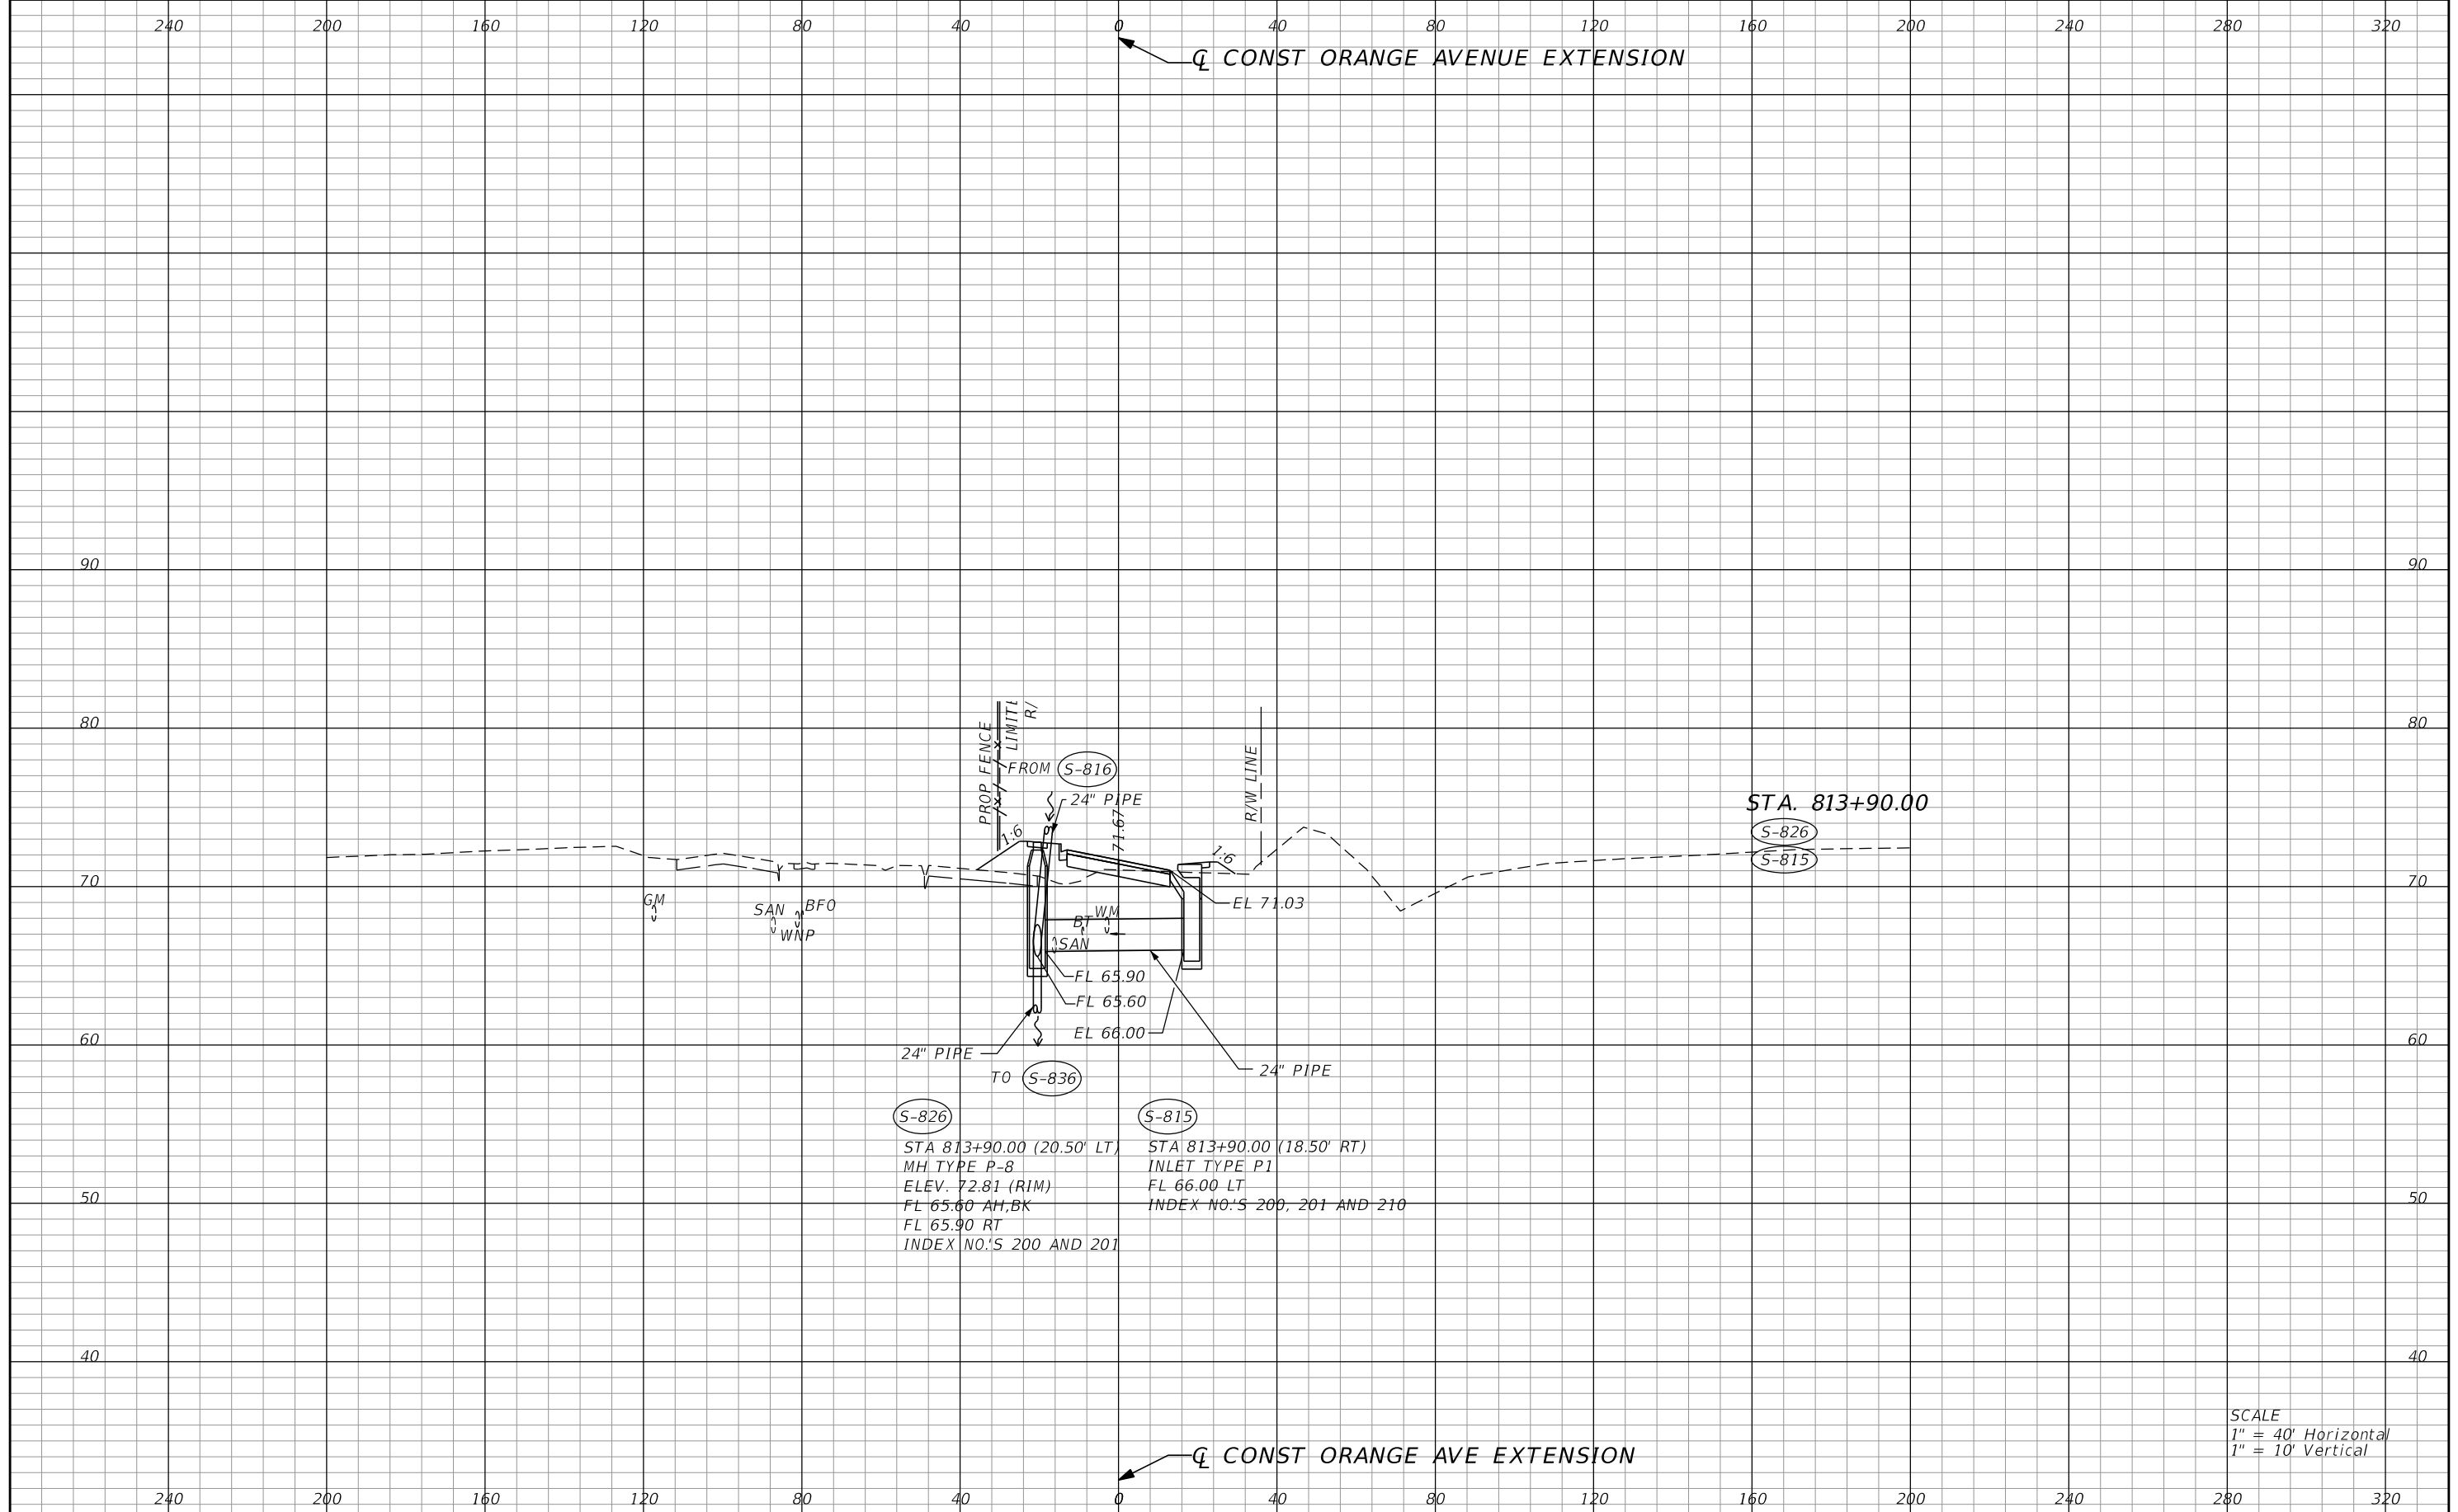 240 200 160 120 80 40 0 40 80 120 160 200 240 280 320
℄ CONST ORANGE AVENUE EXTENSION
90 90
80 80
PROP FENCE
LIMITE
R/
R/W LINE
FROM S-816
24" PIPE
71.67
1:6
1:6
STA. 813+90.00
S-826
S-815
70 70
GM
SAN
BFO
WNP
BT
WM
SAN
EL 71.03
FL 65.90
FL 65.60
EL 66.00
60 60
24" PIPE
24" PIPE
TO S-836
S-826
STA 813+90.00 (20.50' LT)
MH TYPE P-8
ELEV. 72.81 (RIM)
FL 65.60 AH,BK
FL 65.90 RT
INDEX NO.'S 200 AND 201
S-815
STA 813+90.00 (18.50' RT)
INLET TYPE P1
FL 66.00 LT
INDEX NO.'S 200, 201 AND 210
50 50
40 40
SCALE
1" = 40' Horizontal
1" = 10' Vertical
℄ CONST ORANGE AVE EXTENSION
240 200 160 120 80 40 0 40 80 120 160 200 240 280 320